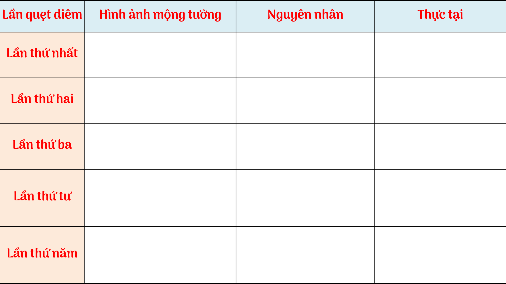 Lần quẹt diêm Hình ảnh mộng tưởng Nguyên nhân Thực tại
Lần thứ nhất
Lần thứ hai
Lần thứ ba
Lần thứ tư
Lần thứ năm